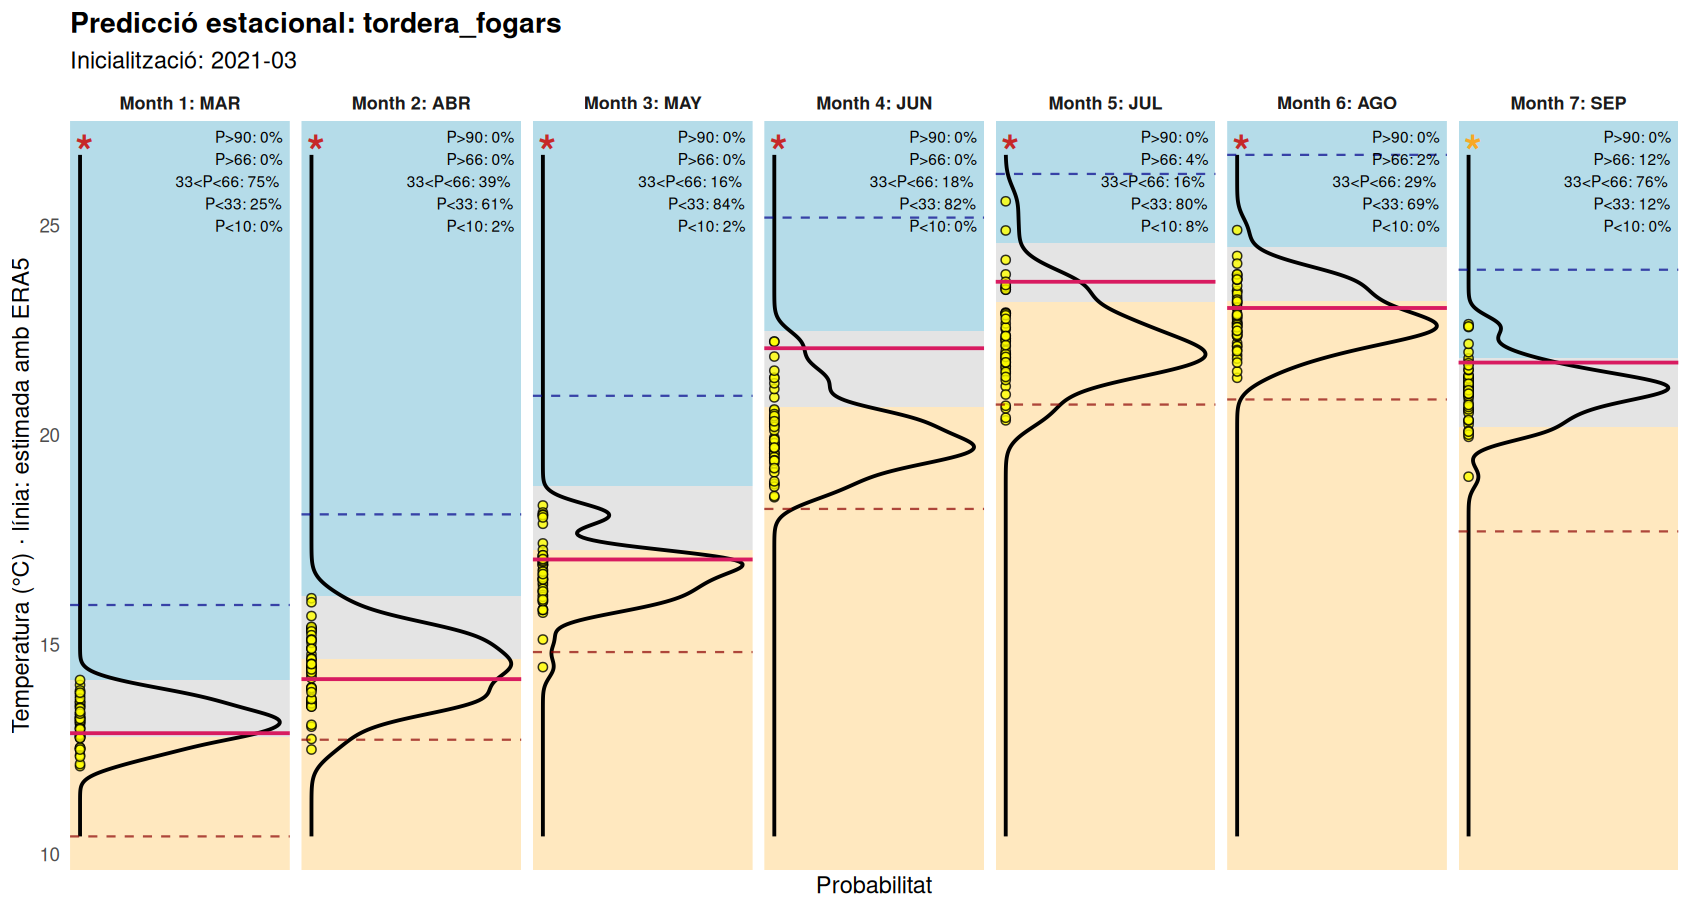 Predicció estacional: tordera_fogars
Inicialització: 2021-03
Month 1: MAR
Month 2: ABR
Month 3: MAY
Month 4: JUN
Month 5: JUL
Month 6: AGO
Month 7: SEP
*
P>90: 0%
P>66: 0%
33<P<66: 75%
P<33: 25%
P<10: 0%
*
P>90: 0%
P>66: 0%
33<P<66: 39%
P<33: 61%
P<10: 2%
*
P>90: 0%
P>66: 0%
33<P<66: 16%
P<33: 84%
P<10: 2%
*
P>90: 0%
P>66: 0%
33<P<66: 18%
P<33: 82%
P<10: 0%
*
P>90: 0%
P>66: 4%
33<P<66: 16%
P<33: 80%
P<10: 8%
*
P>90: 0%
P>66: 2%
33<P<66: 29%
P<33: 69%
P<10: 0%
*
P>90: 0%
P>66: 12%
33<P<66: 76%
P<33: 12%
P<10: 0%
25
20
15
10
Temperatura (°C) · línia: estimada amb ERA5
Probabilitat